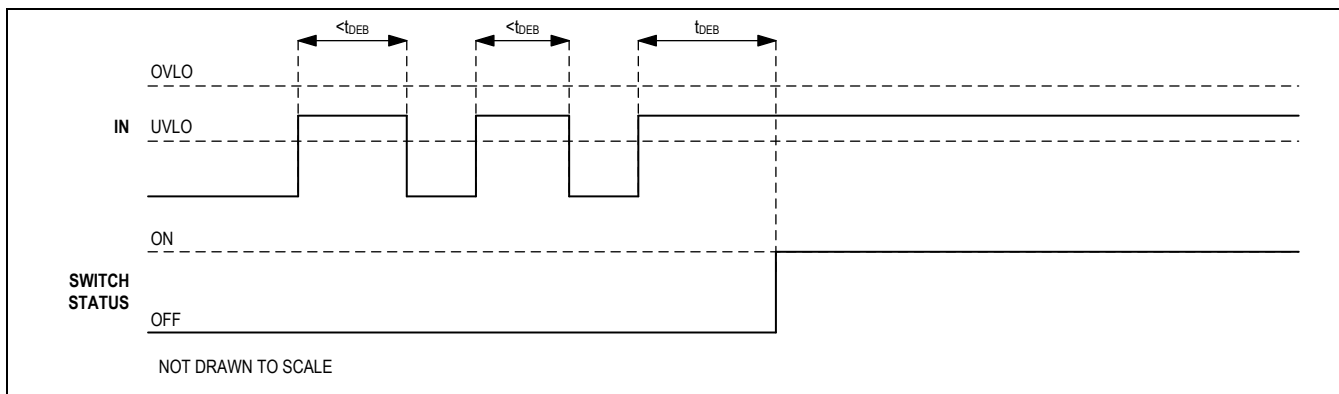 <tDEB <tDEB tDEB
OVLO
IN UVLO
ON
SWITCH
STATUS
OFF
NOT DRAWN TO SCALE